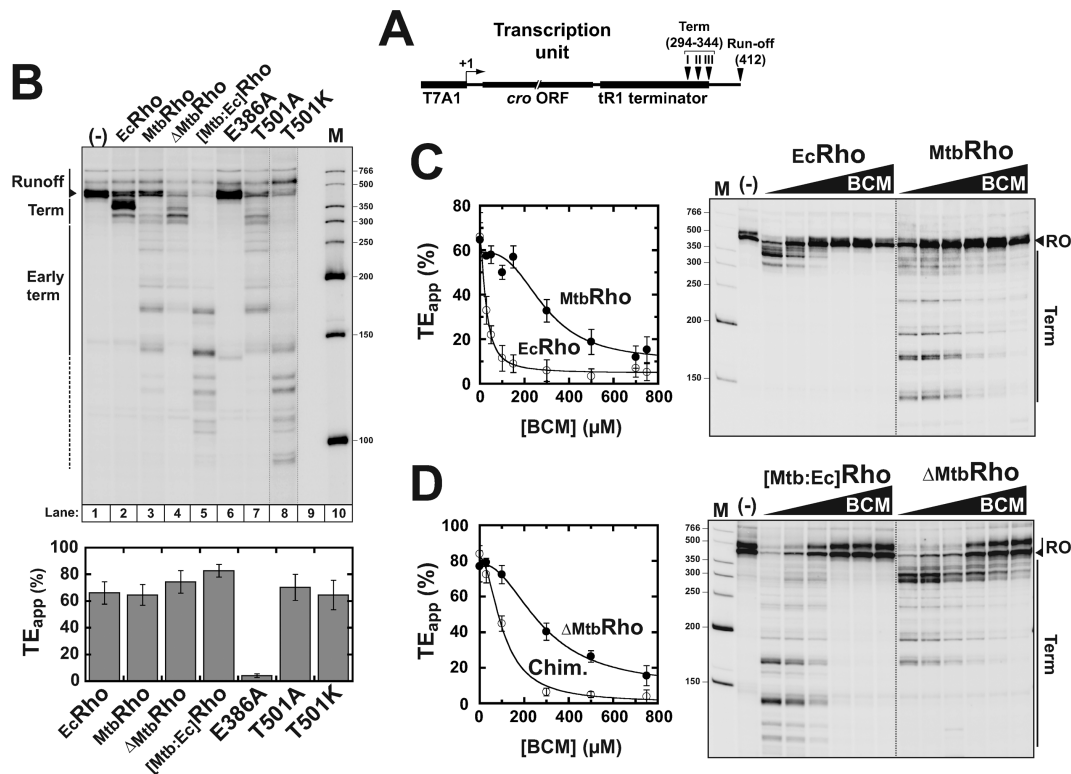 A
Transcription
unit
Term
(294-344)
I II III
Run-off
(412)
+1
T7A1
cro ORF
tR1 terminator
B
(-)
EcRho
MtbRho
ΔMtbRho
[Mtb:Ec]Rho
E386A
T501A
T501K
M
Runoff
Term
Early
term
766
500
350
300
250
200
150
100
Lane:
1 2 3 4 5 6 7 8 9 10
TEapp (%)
100
80
60
40
20
0
EcRho
MtbRho
ΔMtbRho
[Mtb:Ec]Rho
E386A
T501A
T501K
C
TEapp (%)
80
60
40
20
0
MtbRho
EcRho
0 200 400 600 800
[BCM] (µM)
EcRho
MtbRho
M (-) BCM BCM
766
500
350
300
250
200
150
RO
Term
D
TEapp (%)
100
80
60
40
20
0
ΔMtbRho
Chim.
0 200 400 600 800
[BCM] (µM)
[Mtb:Ec]Rho
ΔMtbRho
M (-) BCM BCM
766
500
350
300
250
200
150
RO
Term